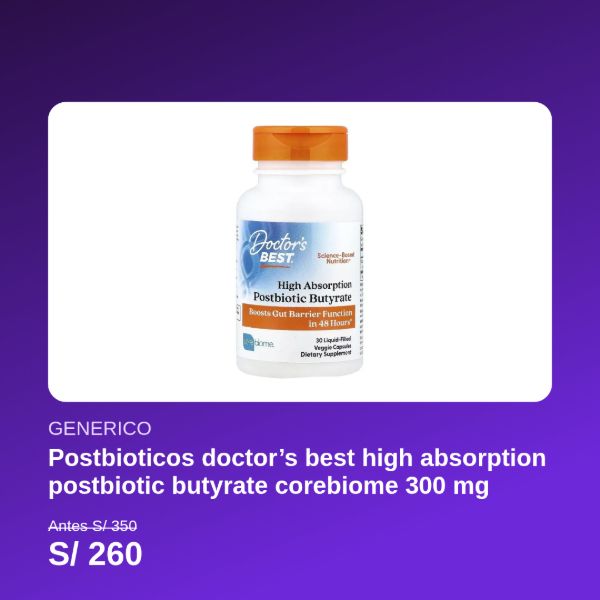 Doctor's
BEST
Science-Based
Nutrition
High Absorption
Postbiotic Butyrate
Boosts Gut Barrier Function
in 48 Hours*
biome.
30 Liquid-Filled
Veggie Capsules
Dietary Supplement
GENERICO
Postbioticos doctor’s best high absorption
postbiotic butyrate corebiome 300 mg
Antes S/ 350
S/ 260